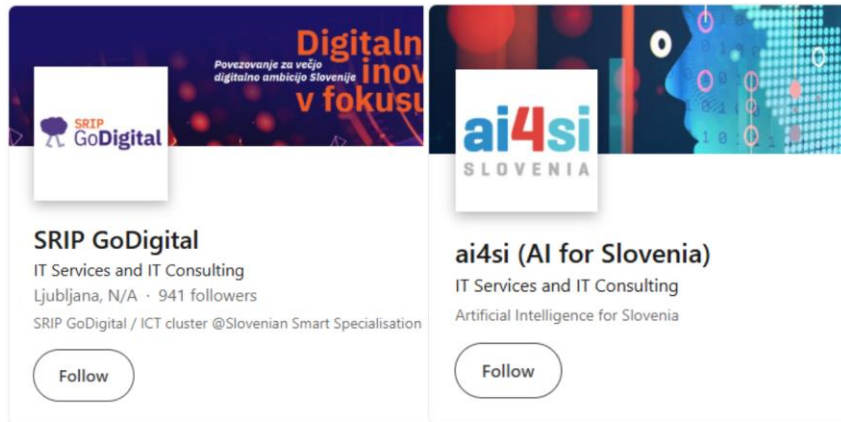 Digitaln
Povezovanje za večjo
digitalno ambicijo Slovenije
inov
v fokusu
SRIP
GoDigital
SRIP GoDigital
IT Services and IT Consulting
Ljubljana, N/A · 941 followers
SRIP GoDigital / ICT cluster @Slovenian Smart Specialisation
Follow
ai4si
SLOVENIA
ai4si (AI for Slovenia)
IT Services and IT Consulting
Artificial Intelligence for Slovenia
Follow